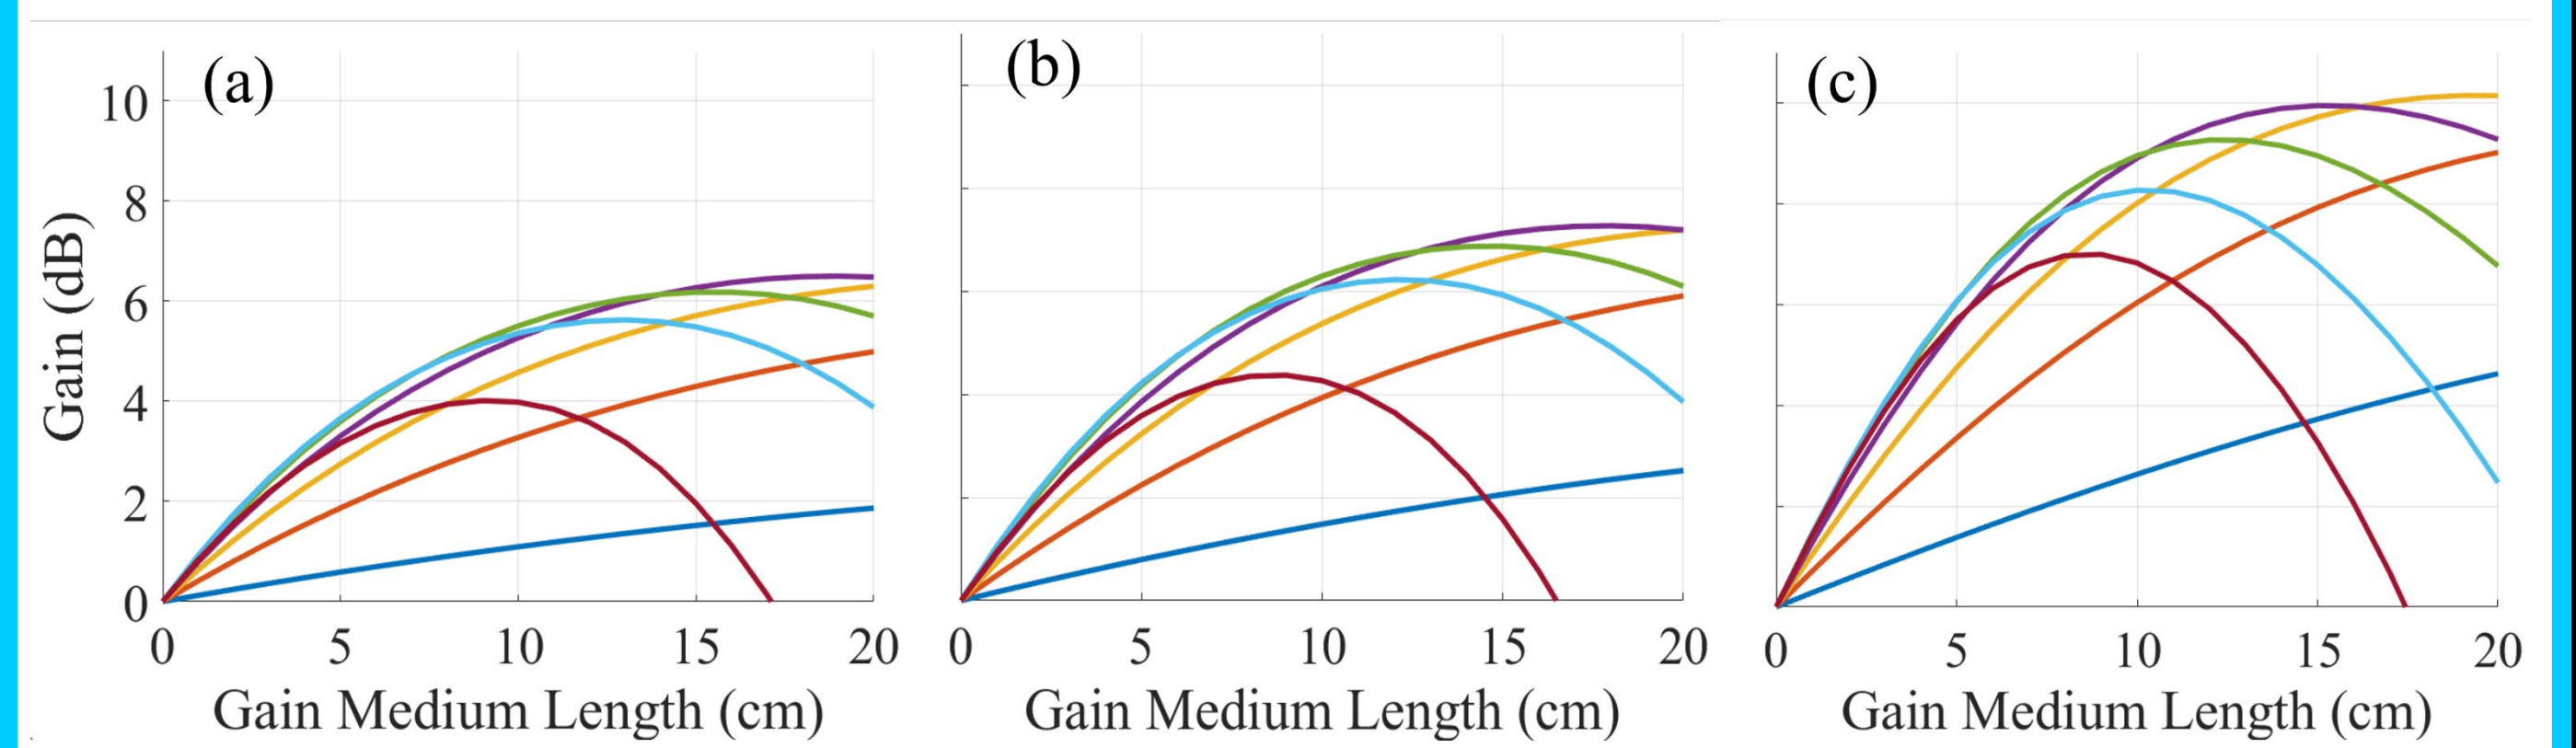 (a)
(b)
(c)
Gain (dB)
10
8
6
4
2
0
0 5 10 15 20
0 5 10 15 20
0 5 10 15 20
Gain Medium Length (cm)
Gain Medium Length (cm)
Gain Medium Length (cm)